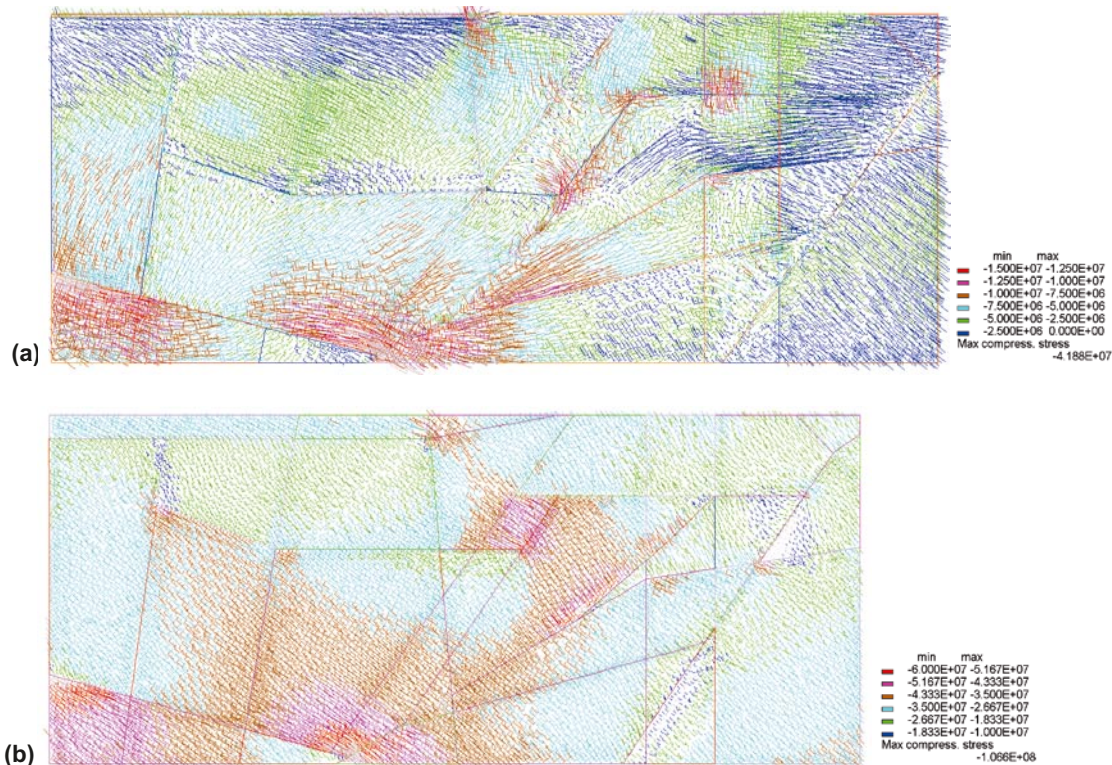 min max
-1.500E+07 -1.250E+07
-1.250E+07 -1.000E+07
-1.000E+07 -7.500E+06
-7.500E+06 -5.000E+06
-5.000E+06 -2.500E+06
-2.500E+06 0.000E+00
Max compress. stress
-4.188E+07
(a)
min max
-6.000E+07 -5.167E+07
-5.167E+07 -4.333E+07
-4.333E+07 -3.500E+07
-3.500E+07 -2.667E+07
-2.667E+07 -1.833E+07
-1.833E+07 -1.000E+07
Max compress. stress
-1.066E+08
(b)